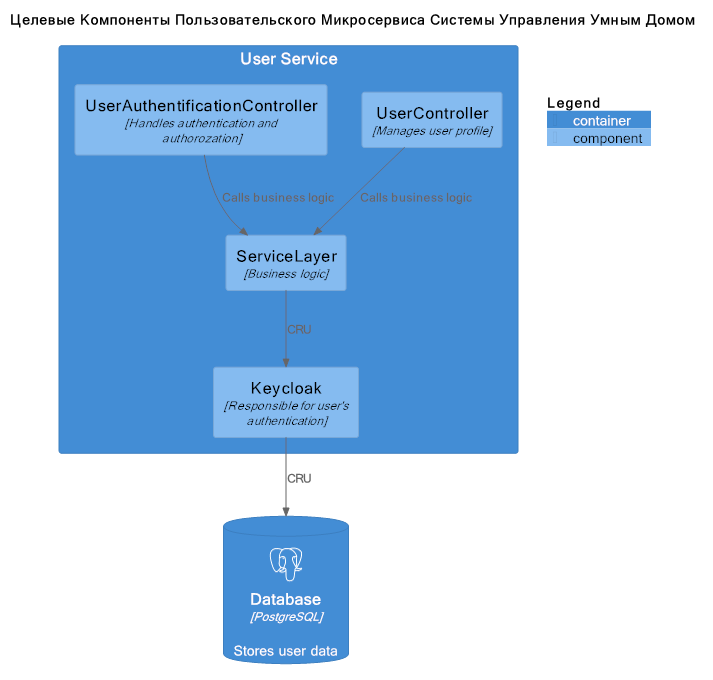 Целевые Компоненты Пользовательского Микросервиса Системы Управления Умным Домом
User Service
UserAuthentificationController
[Handles authentication and
authorozation]
UserController
[Manages user profile]
Legend
container
component
Calls business logic
Calls business logic
ServiceLayer
[Business logic]
CRU
Keycloak
[Responsible for user's
authentication]
CRU
Database
[PostgreSQL]
Stores user data